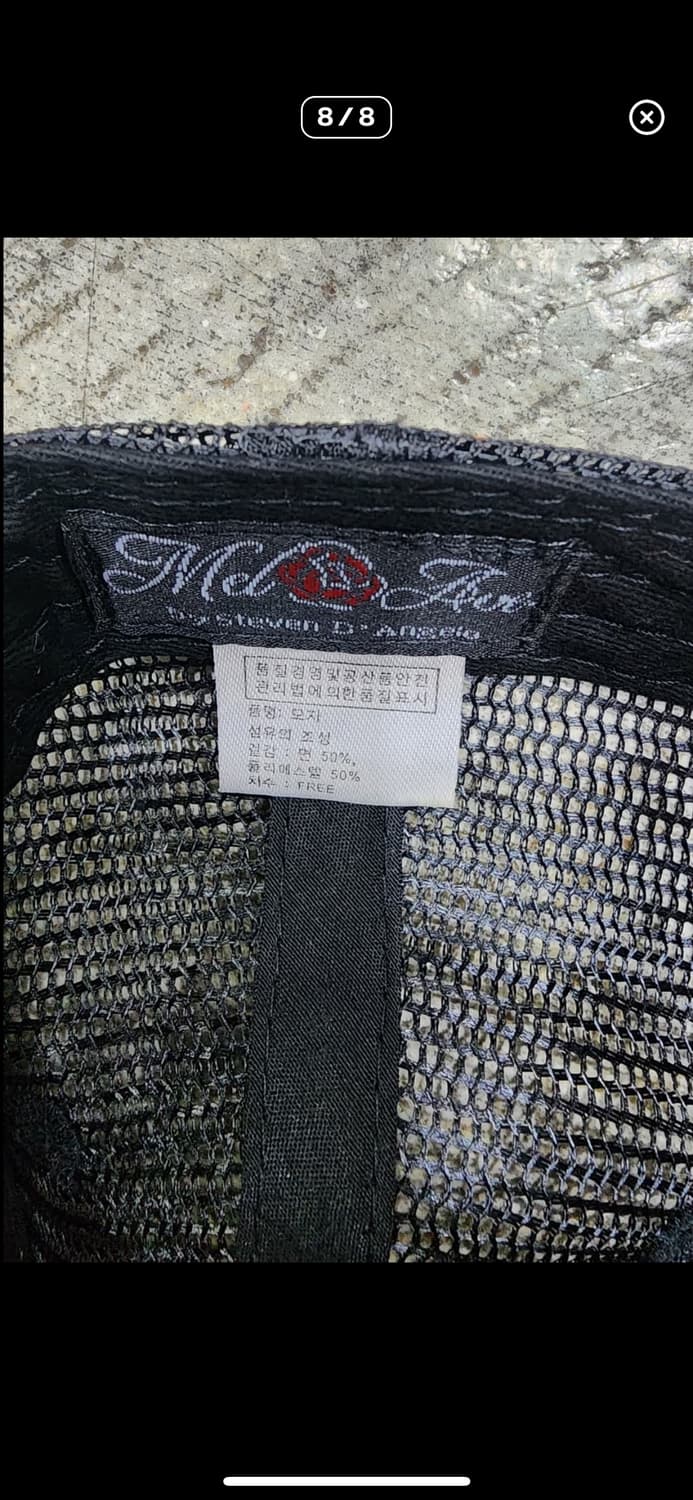 8/8
Mel
by Steven D'Angelo
품질경영및공산품안전
관리법에의한품질표시
품명: 모자
섬유의 조성
겉감 : 면 50%,
폴리에스텔 50%
치수 : FREE